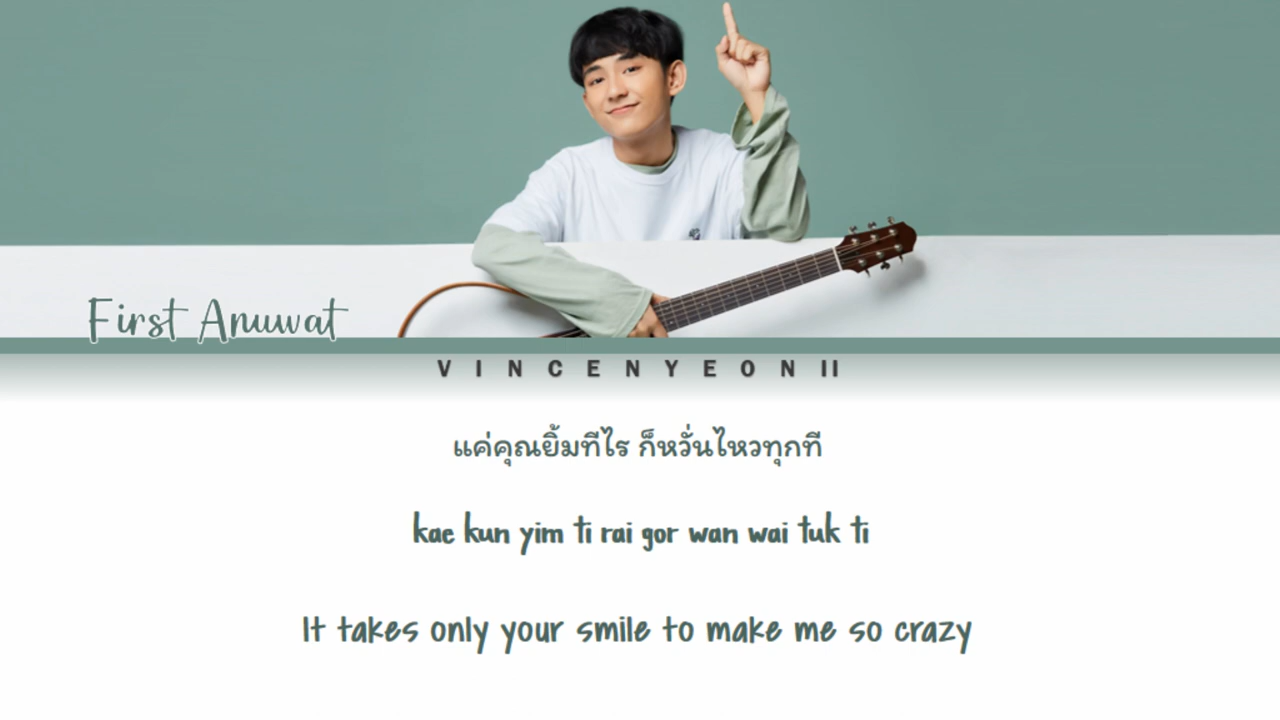 First Anuwat
VINCENYEONII
แค่คุณยิ้มทีไร ก็หวั่นไหวทุกที
kae kun yim ti rai gor wan wai tuk ti
It takes only your smile to make me so crazy